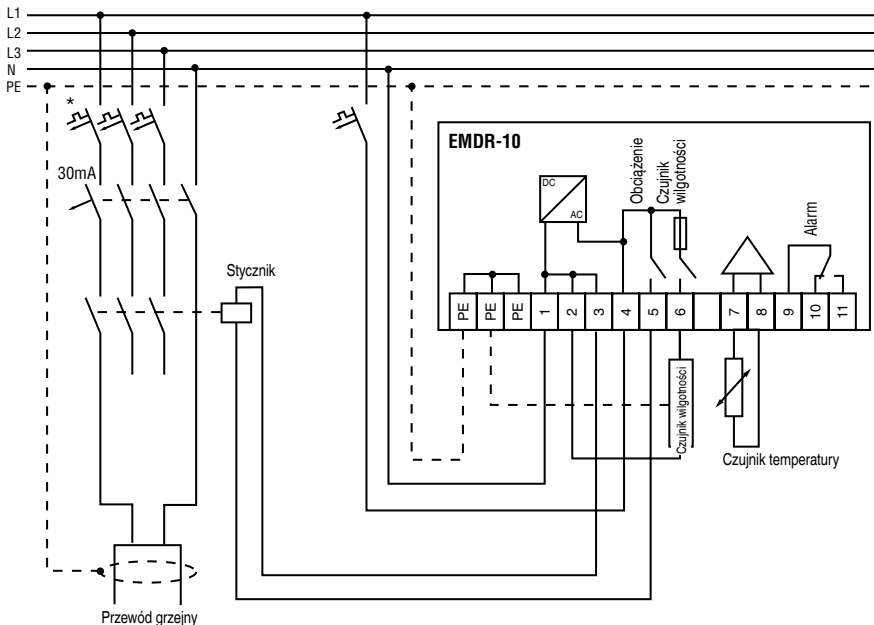 L1
L2
L3
N
PE
*
30mA
Stycznik
EMDR-10
DC
AC
Obciążenie
Czujnik
wilgotności
Alarm
PE
PE
PE
1
2
3
4
5
6
7
8
9
10
11
Czujnik wilgotności
Czujnik temperatury
Przewód grzejny